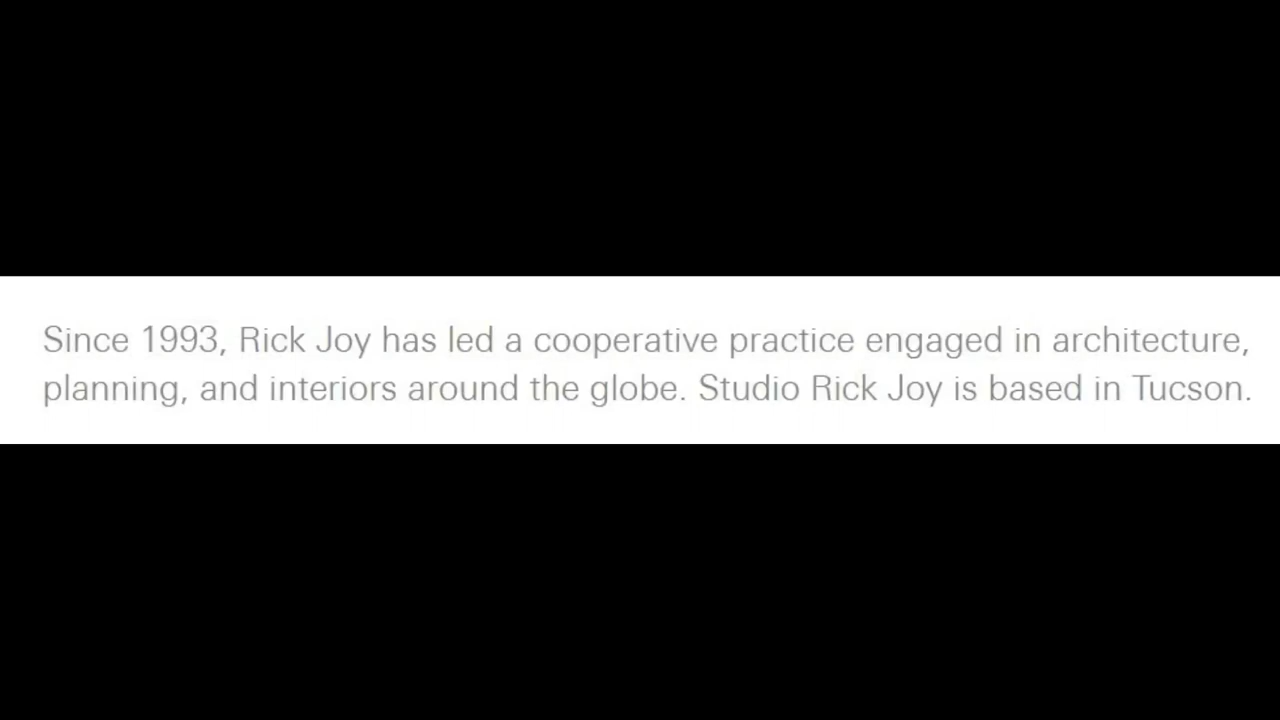 Since 1993, Rick Joy has led a cooperative practice engaged in architecture,
planning, and interiors around the globe. Studio Rick Joy is based in Tucson.